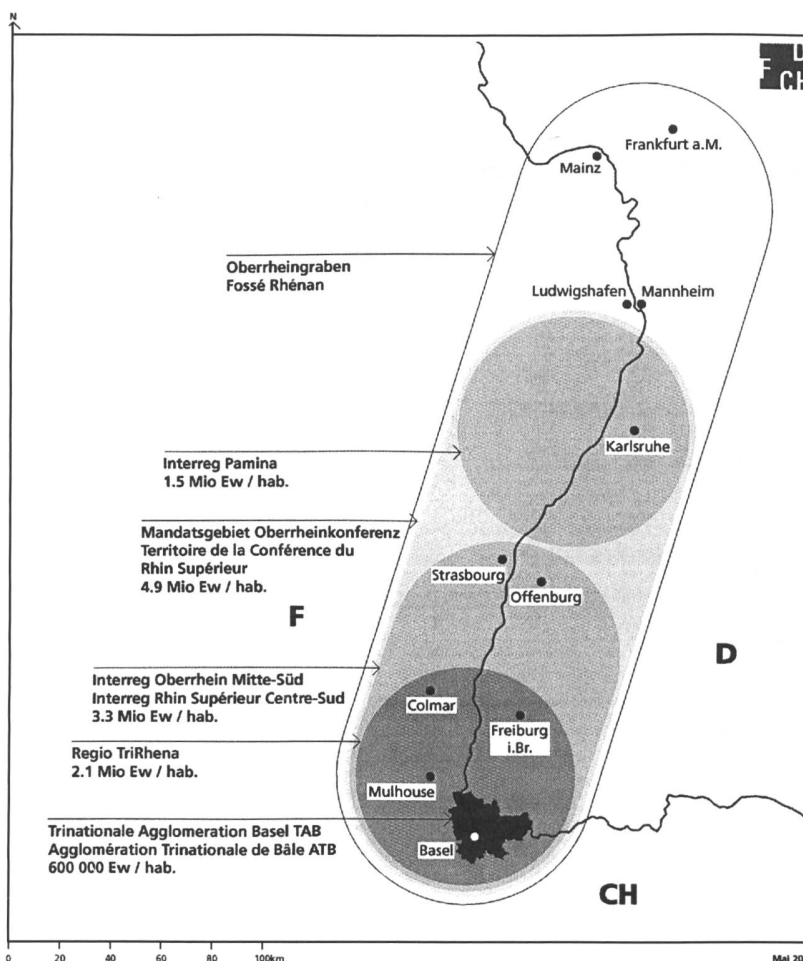 N
F
CH
Frankfurt a.M.
Mainz
Oberrheingraben
Fossé Rhénan
Ludwigshafen
Mannheim
Karlsruhe
Interreg Pamina
1.5 Mio Ew / hab.
Mandatsgebiet Oberrheinkonferenz
Territoire de la Conférence du
Rhin Supérieur
4.9 Mio Ew / hab.
Strasbourg
Offenburg
F
D
Interreg Oberrhein Mitte-Süd
Interreg Rhin Supérieur Centre-Sud
3.3 Mio Ew / hab.
Colmar
Freiburg
i.Br.
Regio TriRhena
2.1 Mio Ew / hab.
Mulhouse
Trinationale Agglomeration Basel TAB
Agglomération Trinationale de Bâle ATB
600 000 Ew / hab.
Basel
CH
0 20 40 60 80 100km
Mai 20